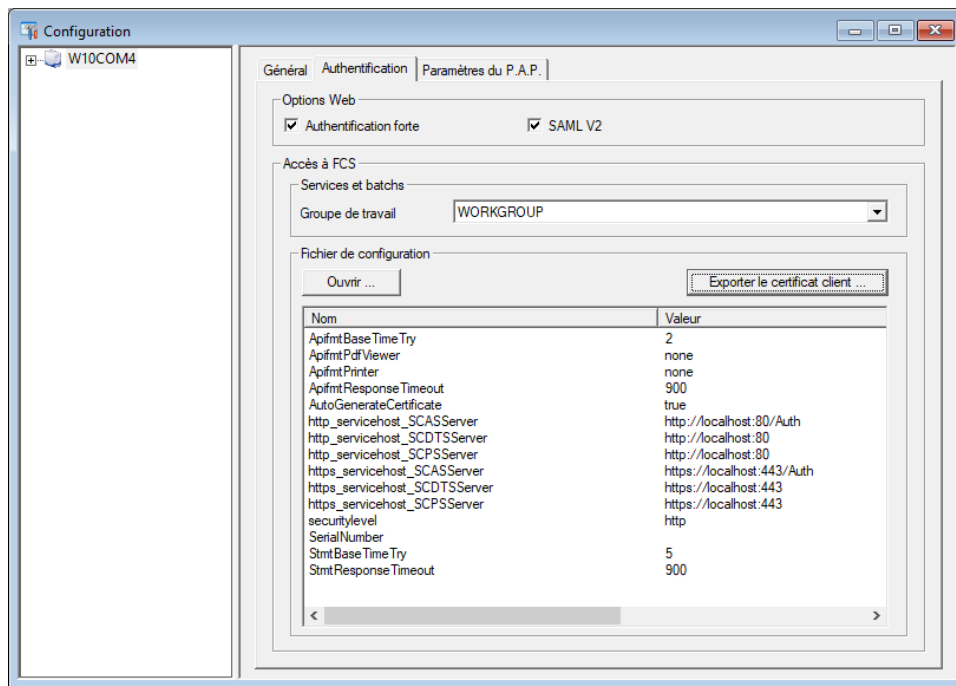 Configuration
W10COM4
Général Authentification Paramètres du P.A.P.
Options Web
Authentification forte SAML V2
Accès à FCS
Services et batchs
Groupe de travail WORKGROUP
Fichier de configuration
Ouvrir ... Exporter le certificat client ...
Nom Valeur
ApifmtBaseTimeTry 2
ApifmtPdfViewer none
ApifmtPrinter none
ApifmtResponseTimeout 900
AutoGenerateCertificate true
http_servicehost_SCASServer http://localhost:80/Auth
http_servicehost_SCDTSServer http://localhost:80
http_servicehost_SCPSServer http://localhost:80
https_servicehost_SCASServer https://localhost:443/Auth
https_servicehost_SCDTSServer https://localhost:443
https_servicehost_SCPSServer https://localhost:443
securitylevel http
SerialNumber
StmtBaseTimeTry 5
StmtResponseTimeout 900